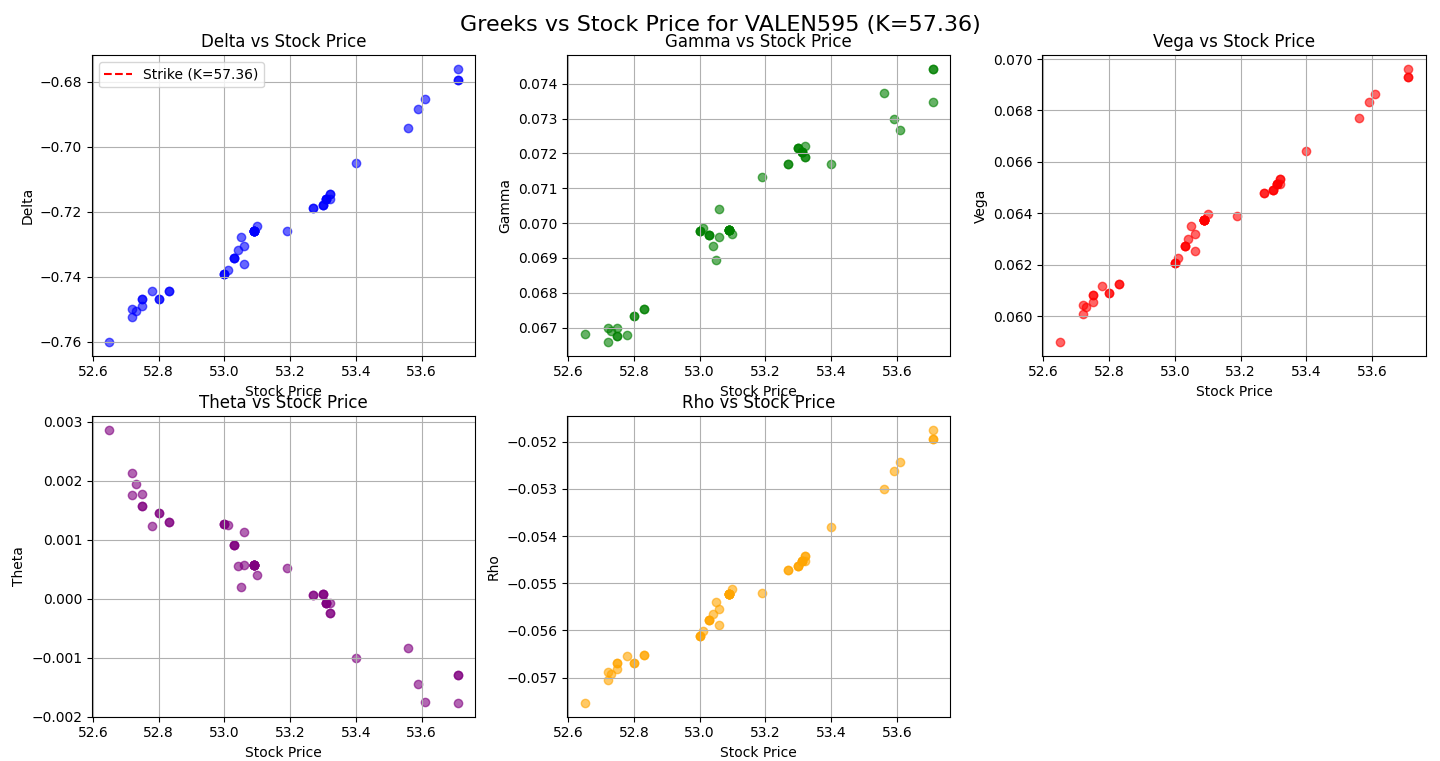 Greeks vs Stock Price for VALEN595 (K=57.36)
Delta vs Stock Price
Gamma vs Stock Price
Vega vs Stock Price
Strike (K=57.36)
Delta
−0.68
−0.70
−0.72
−0.74
−0.76
52.6 52.8 53.0 53.2 53.4 53.6
Stock Price
Gamma
0.074
0.073
0.072
0.071
0.070
0.069
0.068
0.067
52.6 52.8 53.0 53.2 53.4 53.6
Stock Price
Vega
0.070
0.068
0.066
0.064
0.062
0.060
52.6 52.8 53.0 53.2 53.4 53.6
Stock Price
Theta vs Stock Price
Rho vs Stock Price
Theta
0.003
0.002
0.001
0.000
−0.001
−0.002
52.6 52.8 53.0 53.2 53.4 53.6
Stock Price
Rho
−0.052
−0.053
−0.054
−0.055
−0.056
−0.057
52.6 52.8 53.0 53.2 53.4 53.6
Stock Price